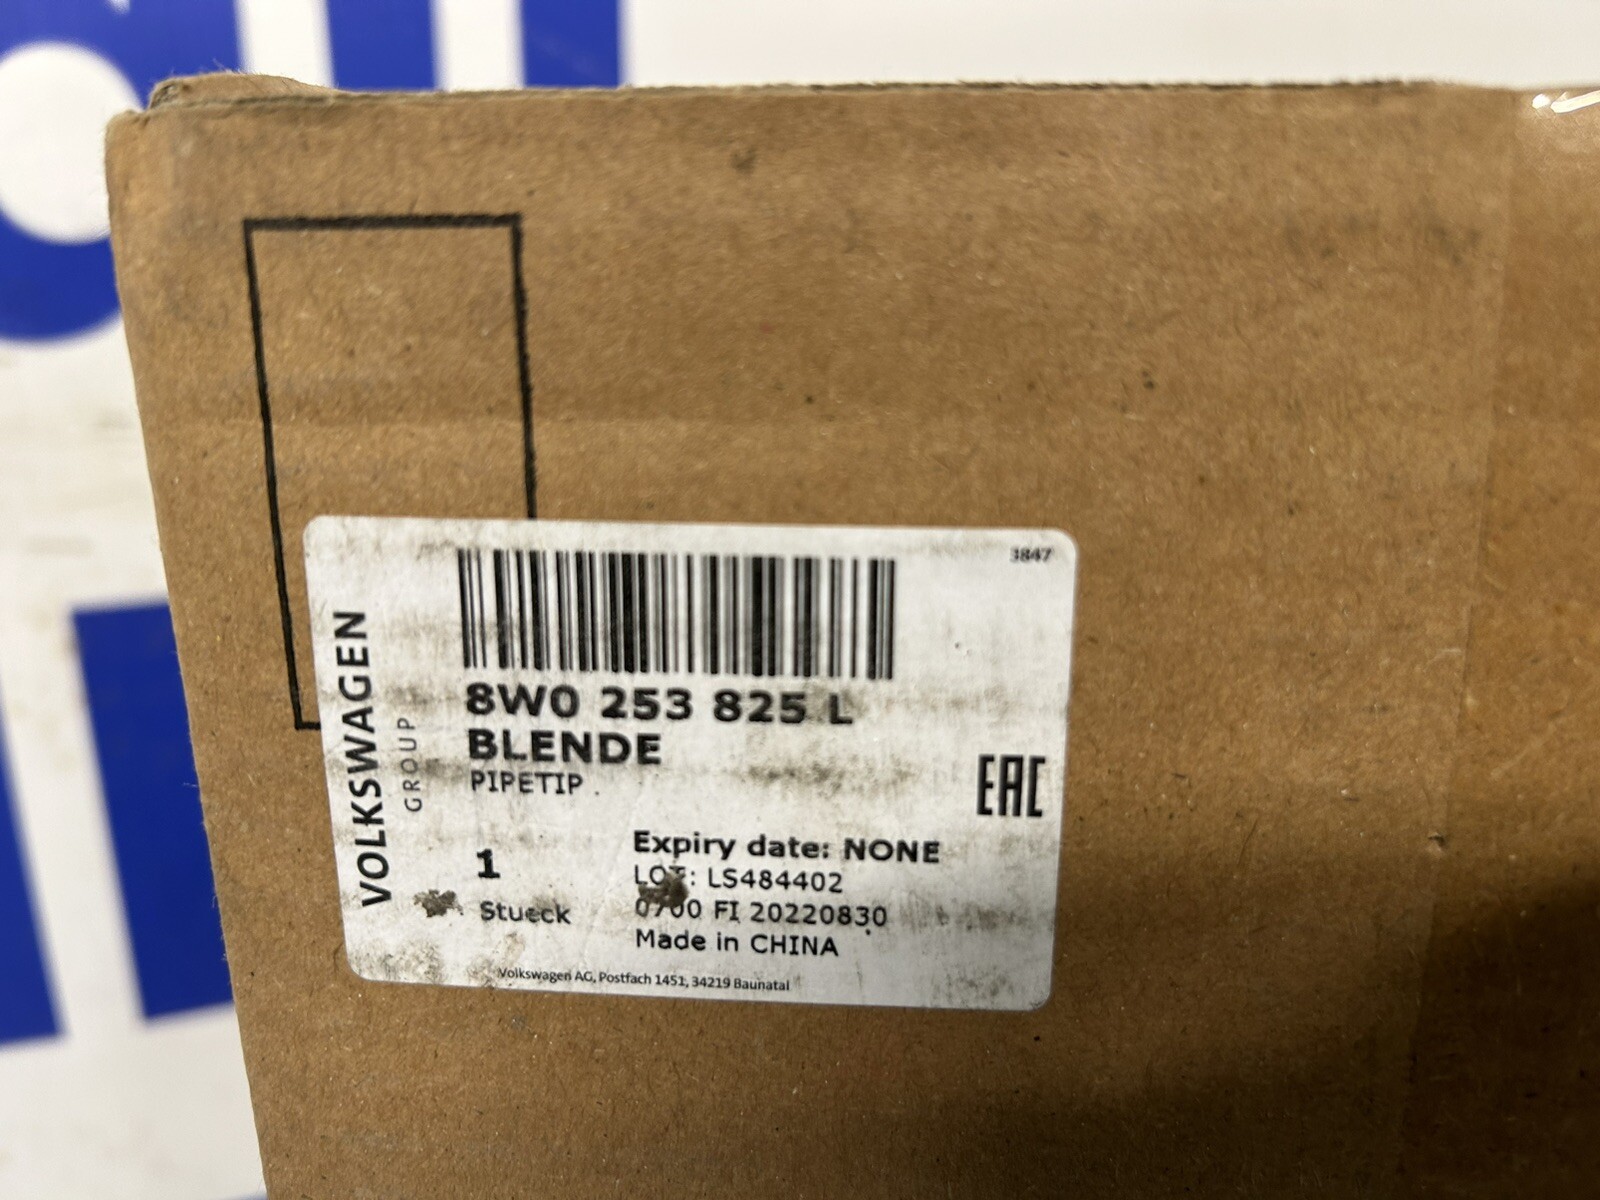 3847
8W0 253 825 L
BLENDE
PIPETIP
VOLKSWAGEN
GROUP
EAC
1
Stueck
Expiry date: NONE
LOT: LS484402
0700 FI 20220830
Made in CHINA
Volkswagen AG, Postfach 1451, 34219 Baunatal